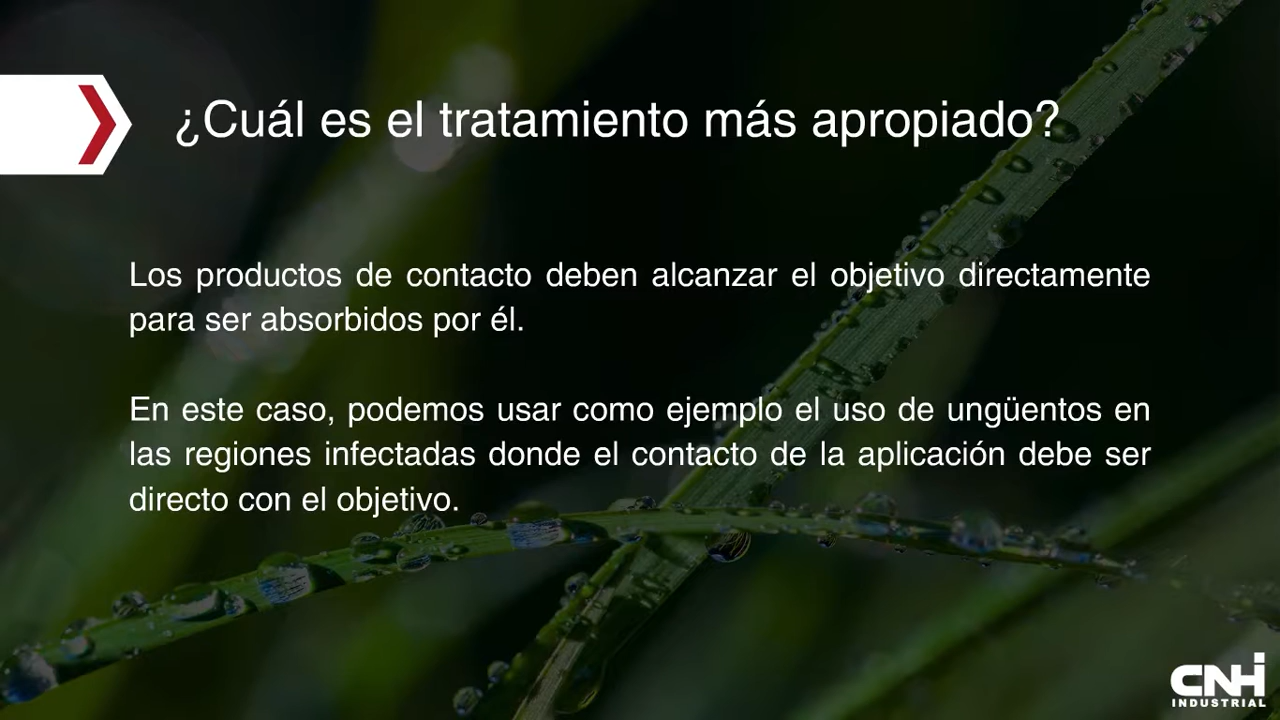 ¿Cuál es el tratamiento más apropiado?
Los productos de contacto deben alcanzar el objetivo directamente
para ser absorbidos por él.
En este caso, podemos usar como ejemplo el uso de ungüentos en
las regiones infectadas donde el contacto de la aplicación debe ser
directo con el objetivo.
CNH
INDUSTRIAL